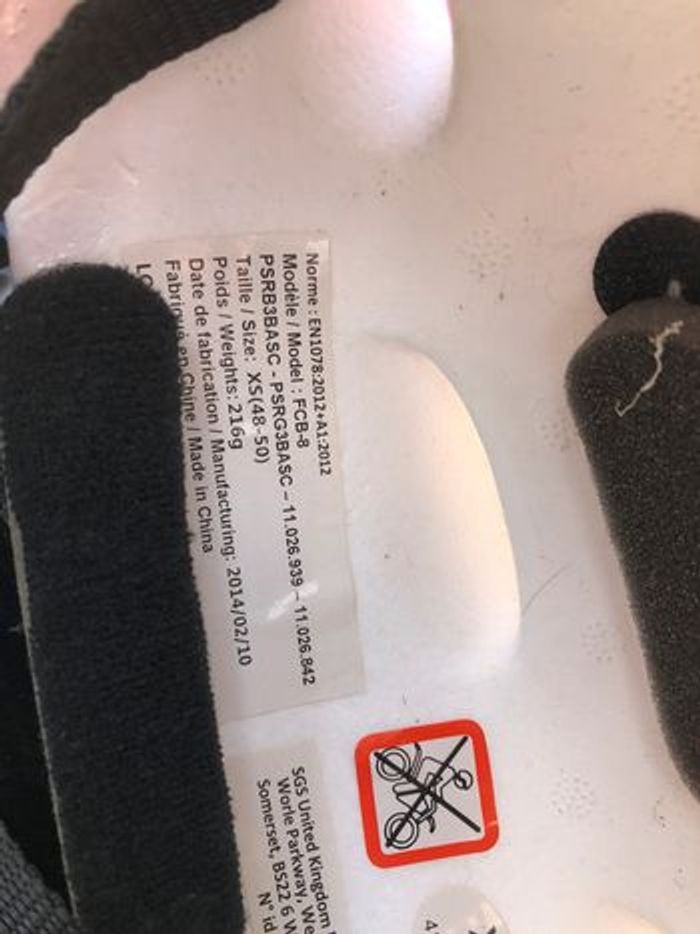 Norme : EN1078:2012+A1:2012
Modèle / Model : FCB-8
PSRB3BASC - PSRG3BASC – 11.026.939 – 11.026.842
Taille / Size: XS(48-50)
Poids / Weights: 216g
Date de fabrication / Manufacturing: 2014/02/10
Fabriqué en Chine / Made in China
SGS United Kingdom
Worle Parkway,
Somerset, BS22 6
N° id